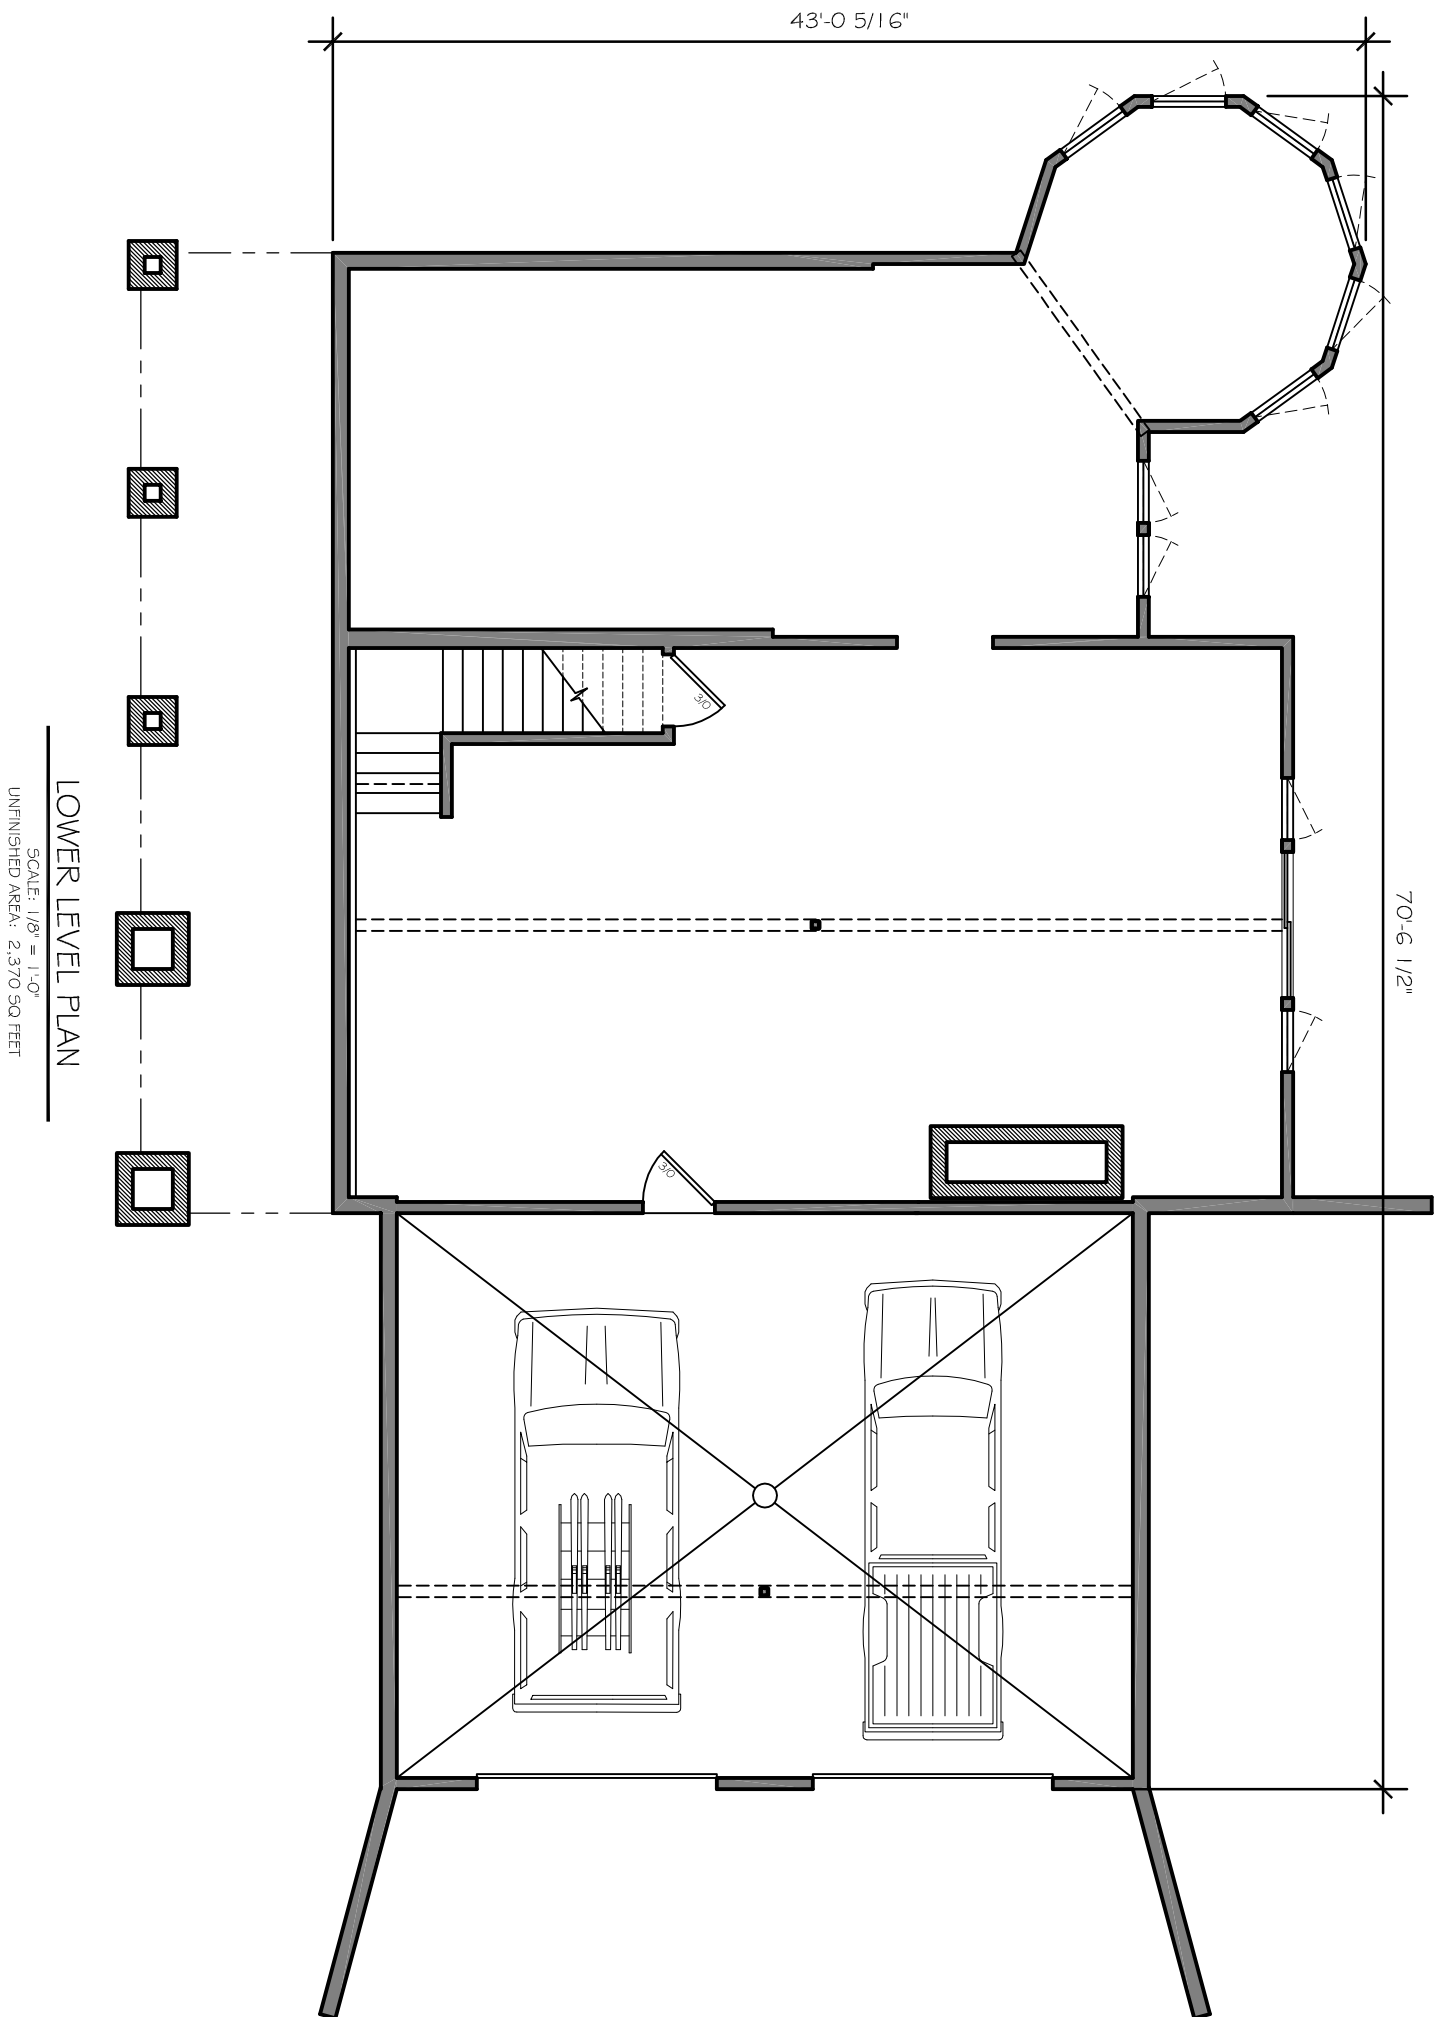 43'-0 5/16"
70'-6 1/2"
3/0
3/0
LOWER LEVEL PLAN
SCALE: 1/8" = 1'-0"
UNFINISHED AREA: 2,370 SQ FEET